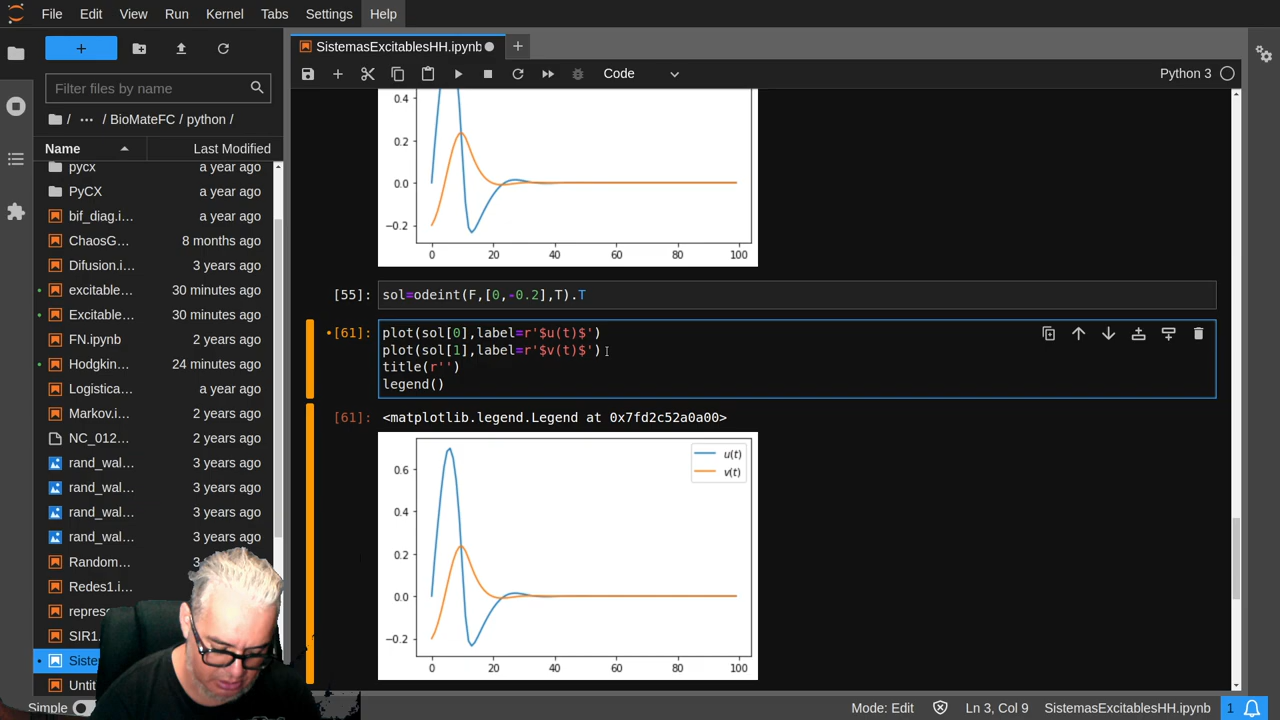 File Edit View Run Kernel Tabs Settings Help
SistemasExcitablesHH.ipynb
Code
Python 3
Filter files by name
/ ··· / BioMateFC / python /
Name Last Modified
pycx a year ago
PyCX a year ago
bif_diag.i... a year ago
ChaosG... 8 months ago
Difusion.i... 3 years ago
excitable... 30 minutes ago
Excitable... 30 minutes ago
FN.ipynb 2 years ago
Hodgkin... 24 minutes ago
Logistica... a year ago
Markov.i... 2 years ago
NC_012... 2 years ago
rand_wal... 3 years ago
rand_wal... 3 years ago
rand_wal... 3 years ago
rand_wal... 3 years ago
Random... 3
Redes1.i...
represe
SIR1.
Siste
Untit
0.4
0.2
0.0
−0.2
0 20 40 60 80 100
[55]: sol=odeint(F,[0,-0.2],T).T
[61]: plot(sol[0],label=r'$u(t)$')
plot(sol[1],label=r'$v(t)$')
title(r'')
legend()
[61]: <matplotlib.legend.Legend at 0x7fd2c52a0a00>
u(t)
v(t)
0.6
0.4
0.2
0.0
−0.2
0 20 40 60 80 100
Simple
Mode: Edit
Ln 3, Col 9
SistemasExcitablesHH.ipynb
1